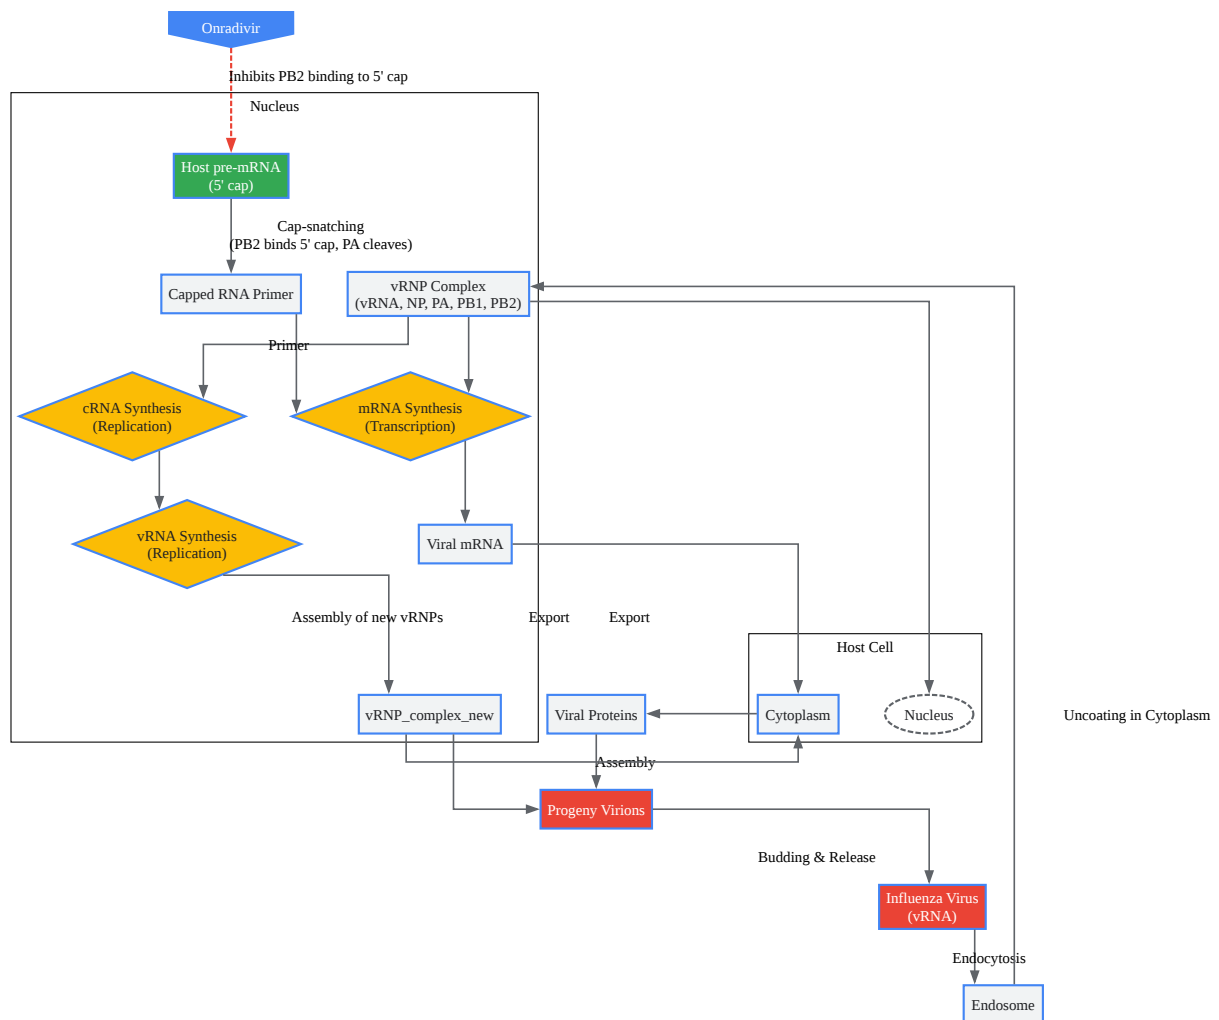 Onradivir
Inhibits PB2 binding to 5' cap
Nucleus
Host pre-mRNA
(5' cap)
Cap-snatching
(PB2 binds 5' cap, PA cleaves)
Capped RNA Primer
vRNP Complex
(vRNA, NP, PA, PB1, PB2)
Primer
cRNA Synthesis
(Replication)
mRNA Synthesis
(Transcription)
vRNA Synthesis
(Replication)
Viral mRNA
Assembly of new vRNPs
Export
Export
Host Cell
vRNP_complex_new
Viral Proteins
Cytoplasm
Nucleus
Uncoating in Cytoplasm
Assembly
Progeny Virions
Budding & Release
Influenza Virus
(vRNA)
Endocytosis
Endosome